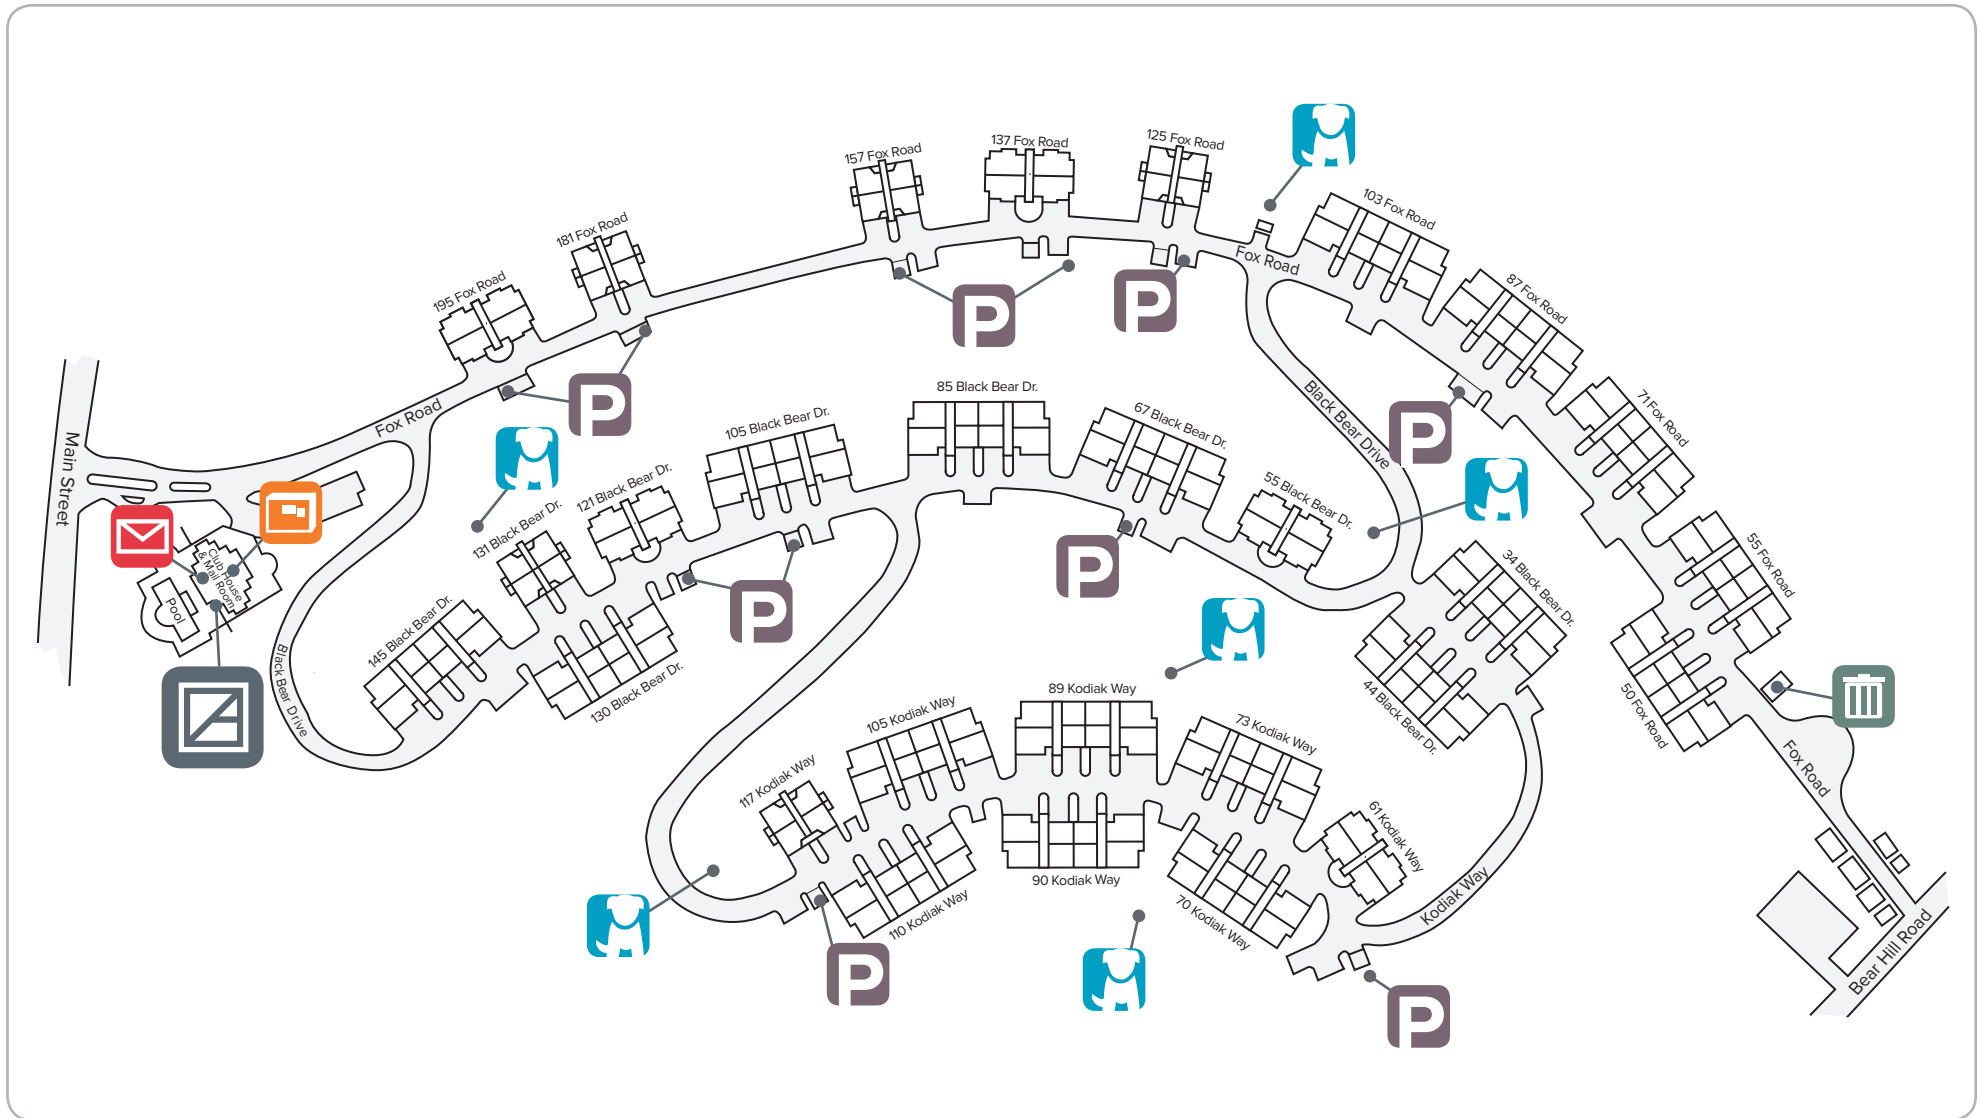 125 Fox Road
137 Fox Road
157 Fox Road
103 Fox Road
181 Fox Road
Fox Road
195 Fox Road
87 Fox Road
P
P
P
85 Black Bear Dr.
71 Fox Road
Fox Road
105 Black Bear Dr.
67 Black Bear Dr.
Black Bear Drive
P
Main Street
121 Black Bear Dr.
55 Black Bear Dr.
131 Black Bear Dr.
P
55 Fox Road
34 Black Bear Dr.
Club House
& Mail Room
Pool
P
145 Black Bear Dr.
Black Bear Drive
130 Black Bear Dr.
89 Kodiak Way
44 Black Bear Dr.
50 Fox Road
105 Kodiak Way
73 Kodiak Way
Fox Road
117 Kodiak Way
61 Kodiak Way
90 Kodiak Way
110 Kodiak Way
70 Kodiak Way
Kodiak Way
Bear Hill Road
P
P